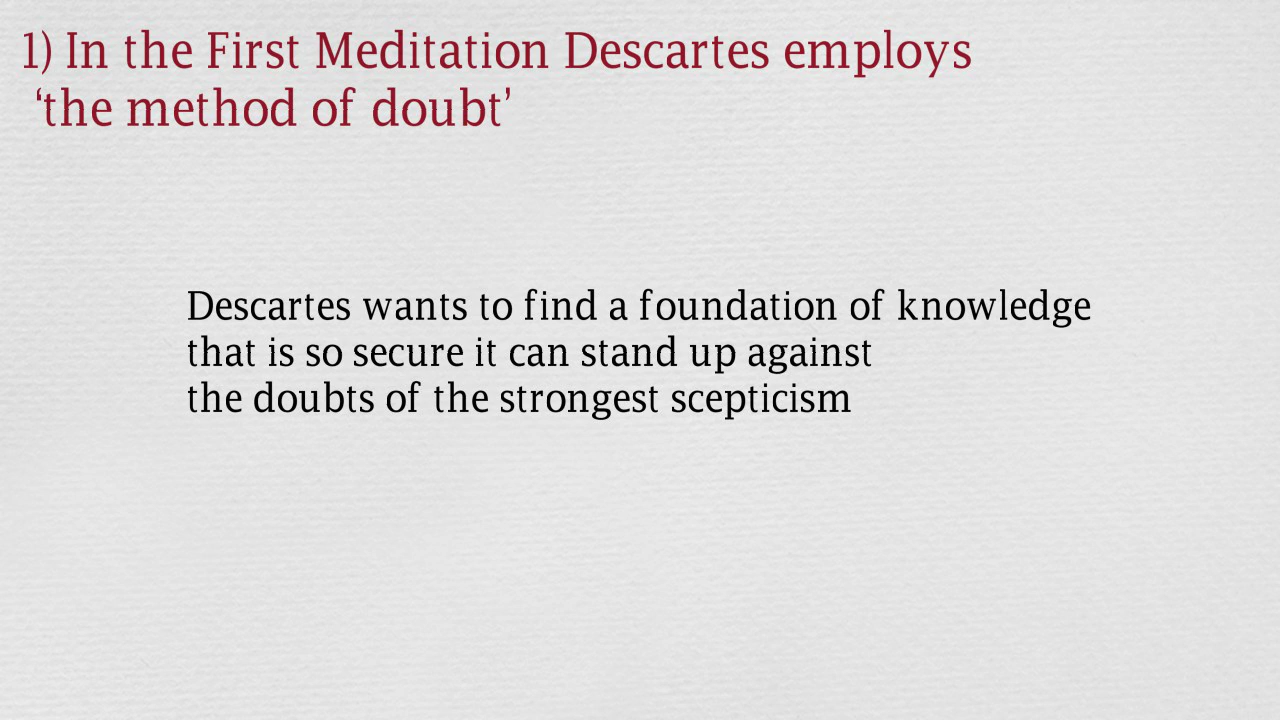 1) In the First Meditation Descartes employs
‘the method of doubt’
Descartes wants to find a foundation of knowledge
that is so secure it can stand up against
the doubts of the strongest scepticism